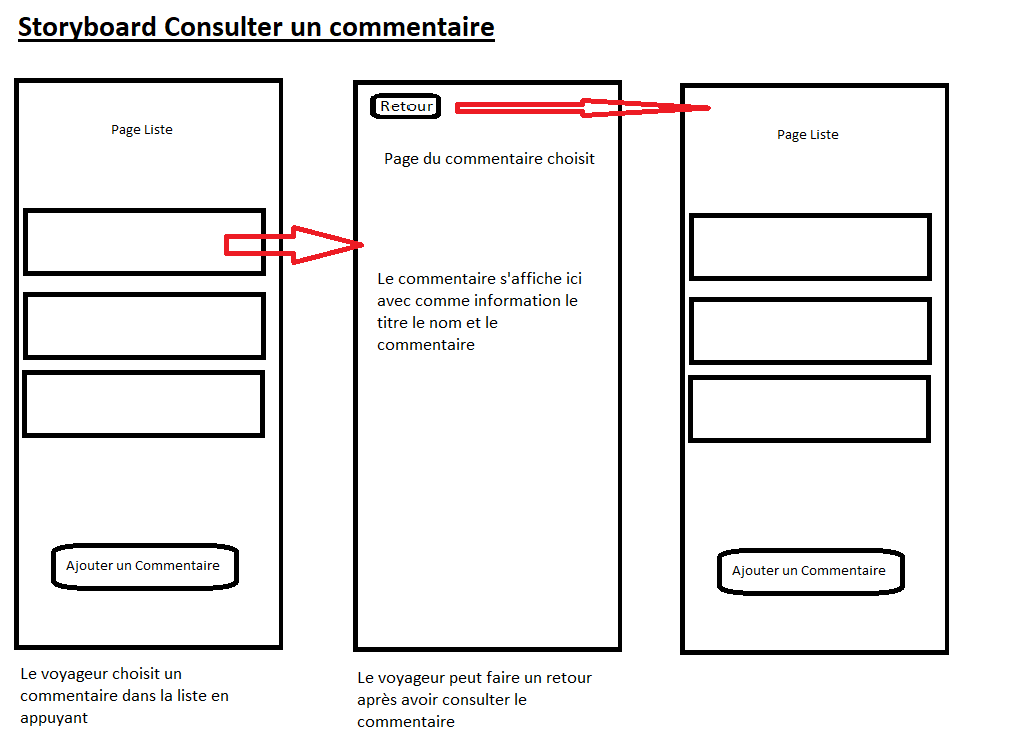 Storyboard Consulter un commentaire
Page Liste
Ajouter un Commentaire
Le voyageur choisit un
commentaire dans la liste en
appuyant
Retour
Page du commentaire choisit
Le commentaire s'affiche ici
avec comme information le
titre le nom et le
commentaire
Le voyageur peut faire un retour
après avoir consulter le
commentaire
Page Liste
Ajouter un Commentaire